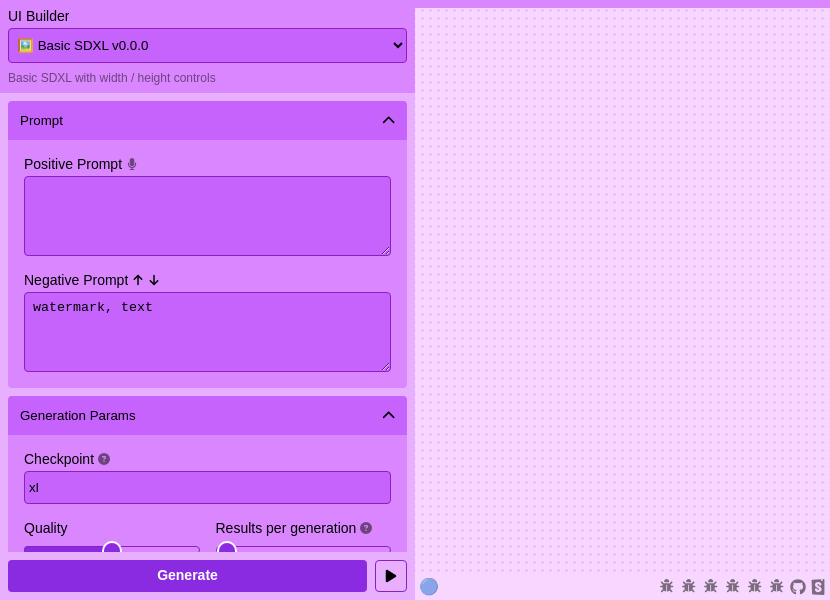 UI Builder
🖼️ Basic SDXL v0.0.0
Basic SDXL with width / height controls
Prompt
Positive Prompt
Negative Prompt
watermark, text
Generation Params
Checkpoint
xl
Quality
Results per generation
Generate